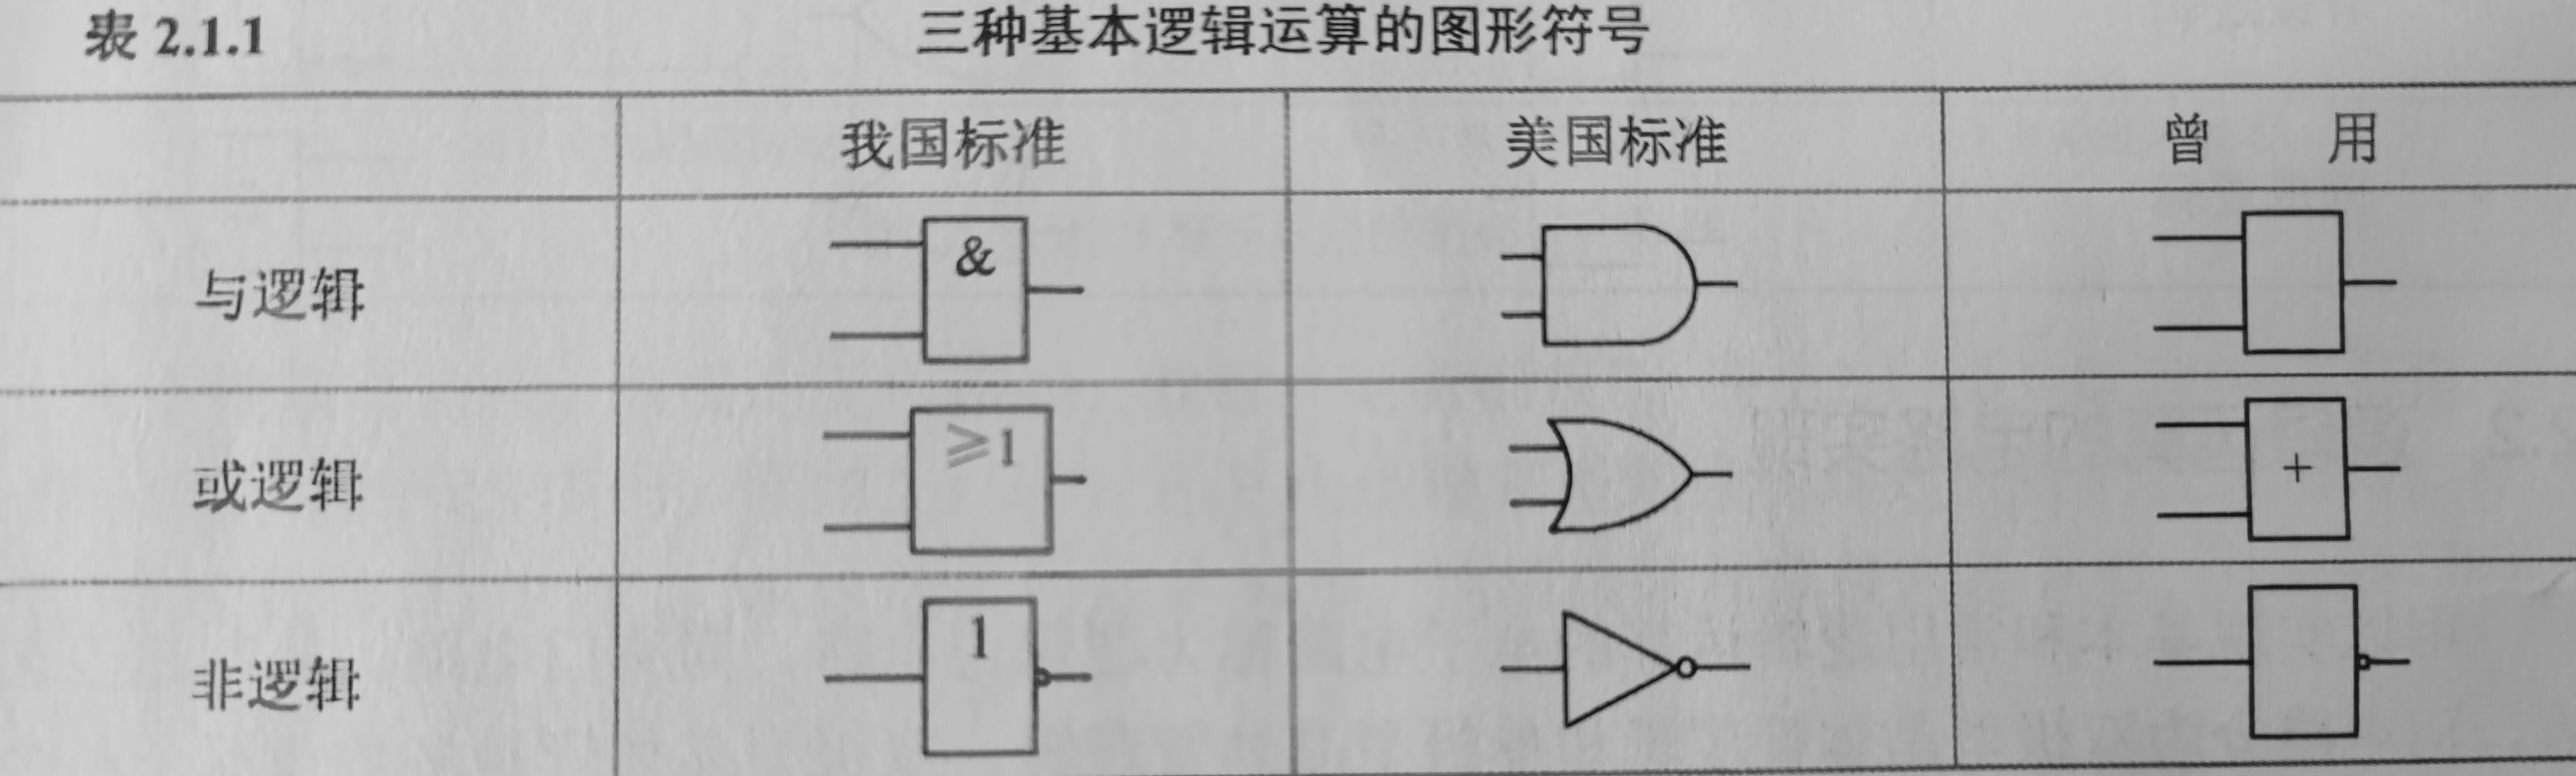 表 2.1.1 三种基本逻辑运算的图形符号
我国标准 美国标准 曾 用
与逻辑 &
或逻辑 ⩾1 +
非逻辑 1